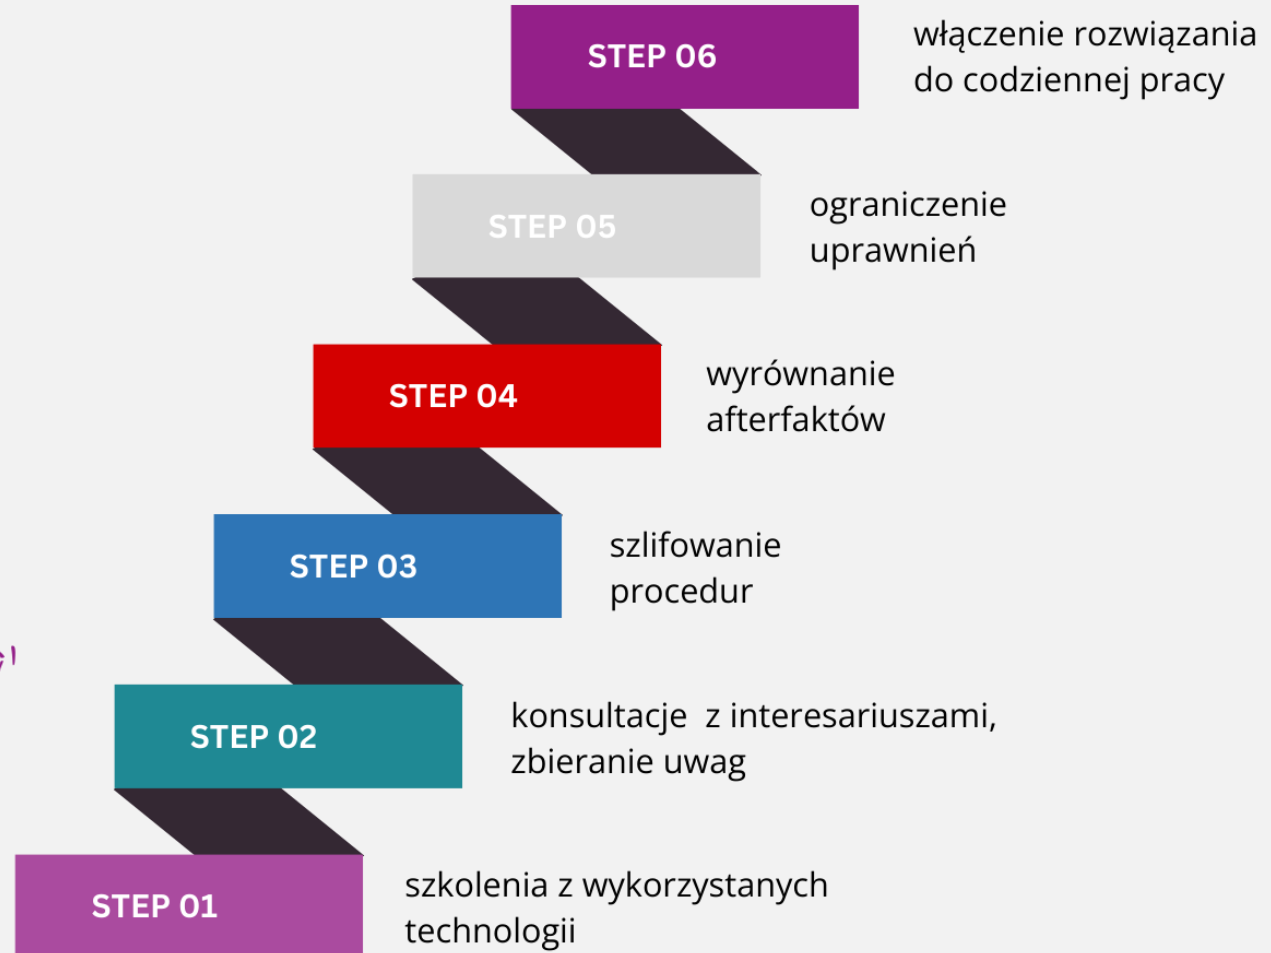 STEP 06
włączenie rozwiązania
do codziennej pracy
STEP 05
ograniczenie
uprawnień
STEP 04
wyrównanie
afterfaktów
STEP 03
szlifowanie
procedur
STEP 02
konsultacje  z interesariuszami,
zbieranie uwag
STEP 01
szkolenia z wykorzystanych
technologii